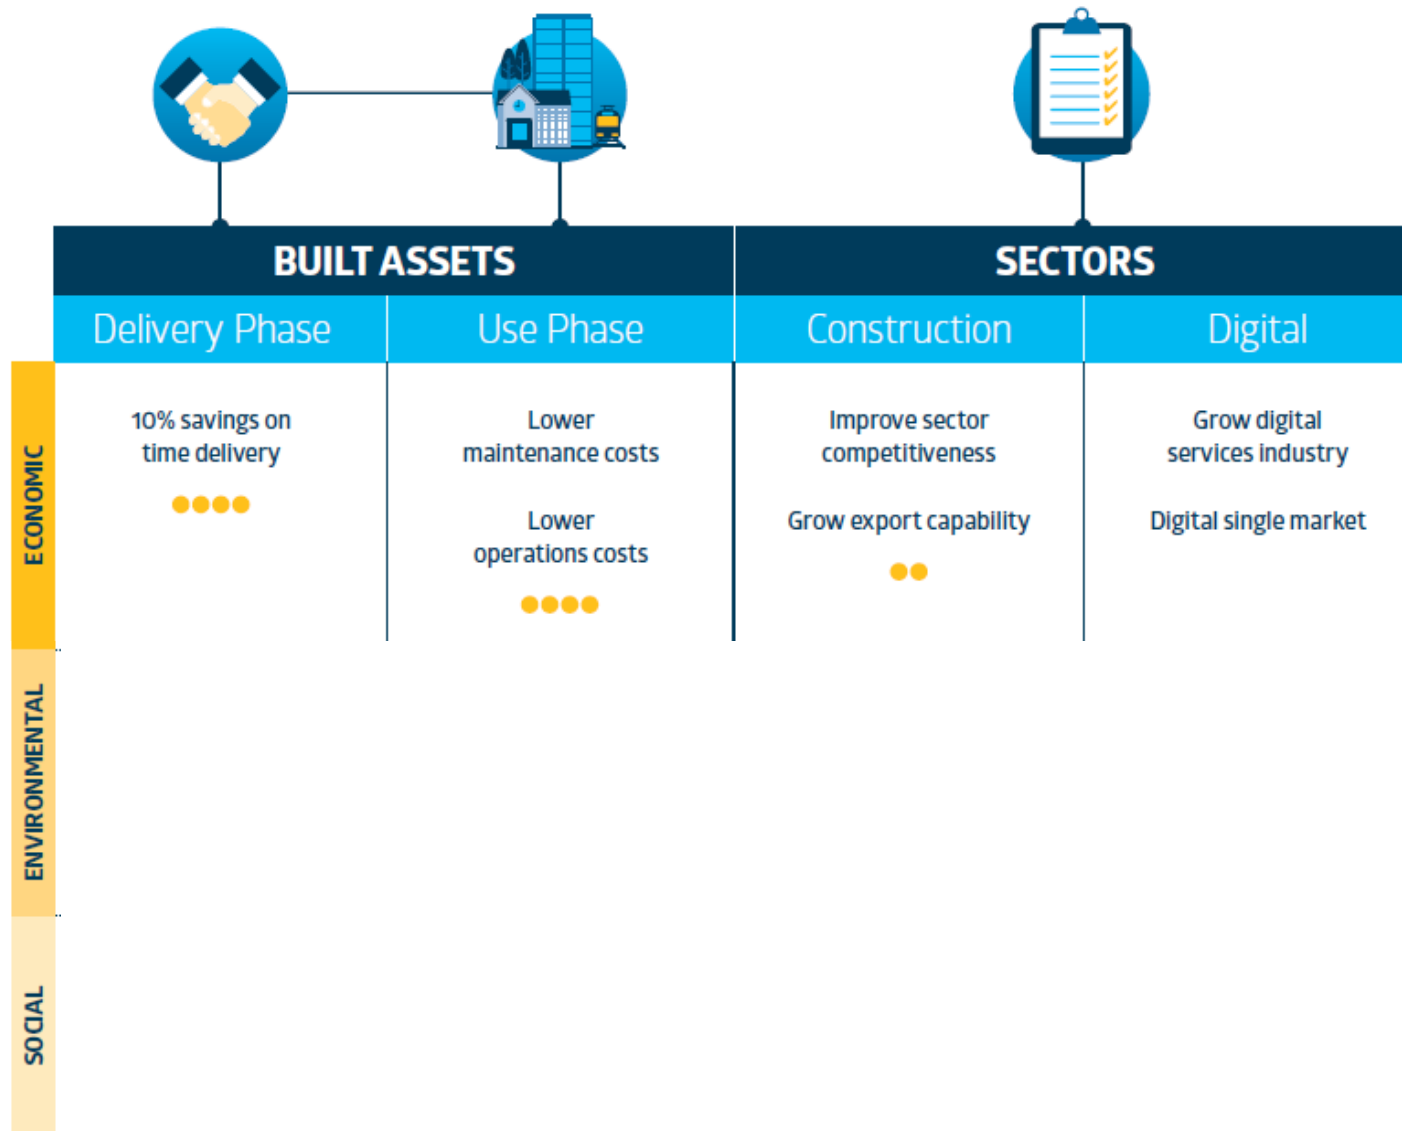 BUILT ASSETS
SECTORS
Delivery Phase
Use Phase
Construction
Digital
ECONOMIC
10% savings on
time delivery
Lower
maintenance costs
Lower
operations costs
Improve sector
competitiveness
Grow export capability
Grow digital
services industry
Digital single market
ENVIRONMENTAL
SOCIAL